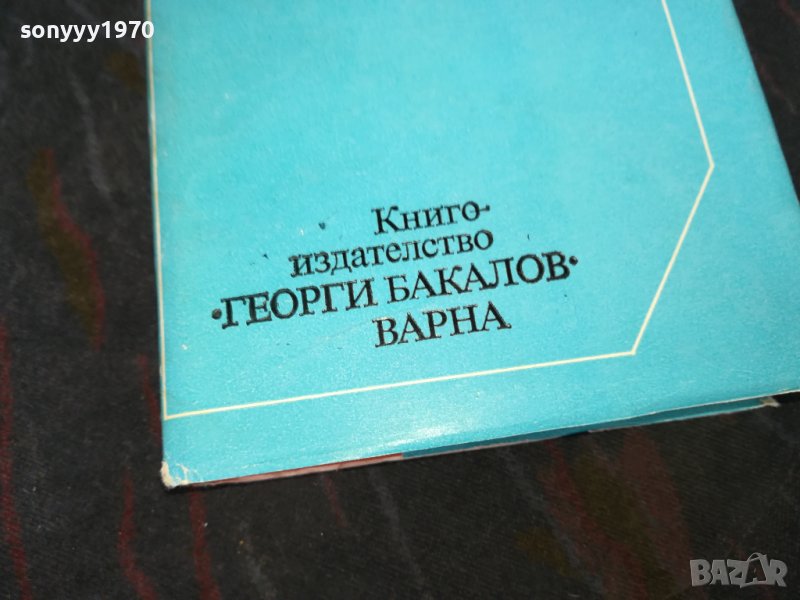 sonyyy1970
Книго-
издателство
·ГЕОРГИ БАКАЛОВ·
ВАРНА
BAZAR